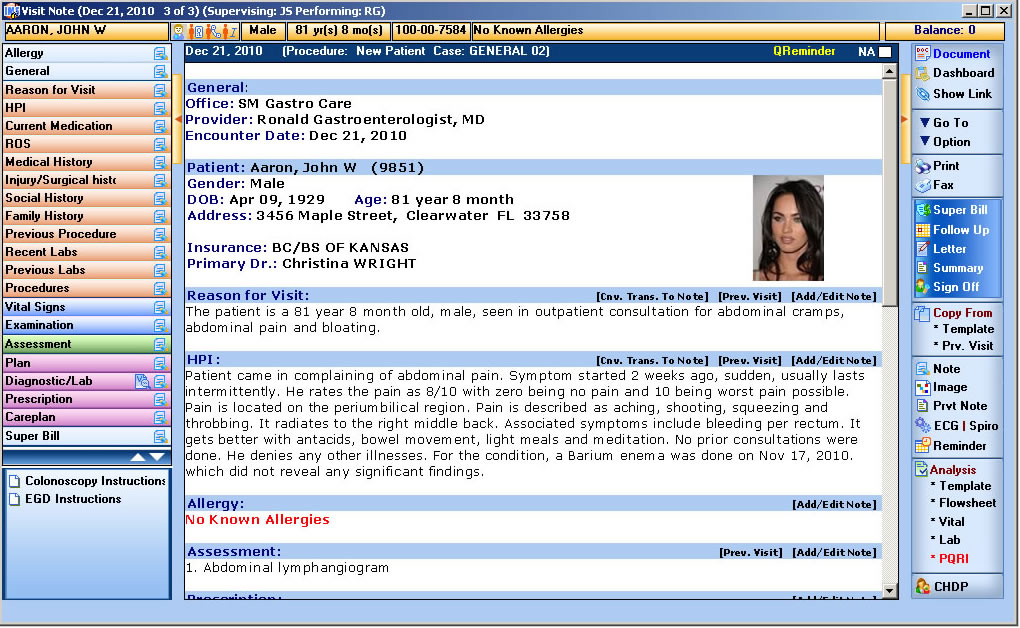 Visit Note (Dec 21, 2010   3 of 3) (Supervising: JS Performing: RG)
AARON, JOHN W
Male
81 yr(s) 8 mo(s)
100-00-7584
No Known Allergies
Balance: 0
Allergy
General
Reason for Visit
HPI
Current Medication
ROS
Medical History
Injury/Surgical histo
Social History
Family History
Previous Procedure
Recent Labs
Previous Labs
Procedures
Vital Signs
Examination
Assessment
Plan
Diagnostic/Lab
Prescription
Careplan
Super Bill
Colonoscopy Instructions
EGD Instructions
Dec 21, 2010    (Procedure:  New Patient  Case: GENERAL 02)
QReminder
NA
General:
Office: SM Gastro Care
Provider: Ronald Gastroenterologist, MD
Encounter Date: Dec 21, 2010
Patient: Aaron, John W   (9851)
Gender: Male
DOB: Apr 09, 1929     Age: 81 year 8 month
Address: 3456 Maple Street,  Clearwater  FL  33758
Insurance: BC/BS OF KANSAS
Primary Dr.: Christina WRIGHT
Reason for Visit: [Cnv. Trans. To Note] [Prev. Visit] [Add/Edit Note]
The patient is a 81 year 8 month old, male, seen in outpatient consultation for abdominal cramps,
abdominal pain and bloating.
HPI: [Cnv. Trans. To Note] [Prev. Visit] [Add/Edit Note]
Patient came in complaining of abdominal pain. Symptom started 2 weeks ago, sudden, usually lasts
intermittently. He rates the pain as 8/10 with zero being no pain and 10 being worst pain possible.
Pain is located on the periumbilical region. Pain is described as aching, shooting, squeezing and
throbbing. It radiates to the right middle back. Associated symptoms include bleeding per rectum. It
gets better with antacids, bowel movement, light meals and meditation. No prior consultations were
done. He denies any other illnesses. For the condition, a Barium enema was done on Nov 17, 2010.
which did not reveal any significant findings.
Allergy: [Add/Edit Note]
No Known Allergies
Assessment: [Prev. Visit] [Add/Edit Note]
1. Abdominal lymphangiogram
Prescription: [Add/Edit Note]
Document
Dashboard
Show Link
Go To
Option
Print
Fax
Super Bill
Follow Up
Letter
Summary
Sign Off
Copy From
* Template
* Prv. Visit
Note
Image
Prvt Note
ECG | Spiro
Reminder
Analysis
* Template
* Flowsheet
* Vital
* Lab
* PQRI
CHDP